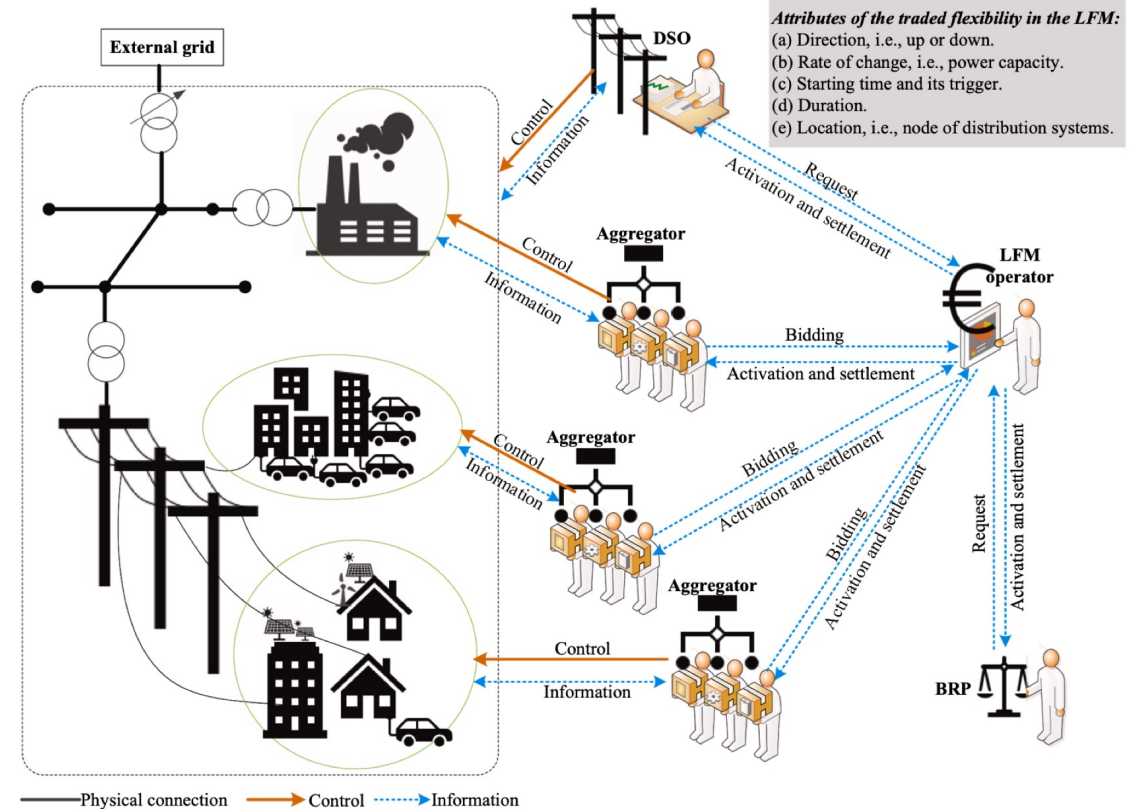 External grid
DSO
Attributes of the traded flexibility in the LFM:
(a) Direction, i.e., up or down.
(b) Rate of change, i.e., power capacity.
(c) Starting time and its trigger.
(d) Duration.
(e) Location, i.e., node of distribution systems.
Control
Information
Request
Activation and settlement
Aggregator
Control
Information
LFM
operator
Bidding
Activation and settlement
Aggregator
Control
Information
Bidding
Activation and settlement
Bidding
Activation and settlement
Request
Activation and settlement
Aggregator
Control
Information
BRP
Physical connection
Control
Information